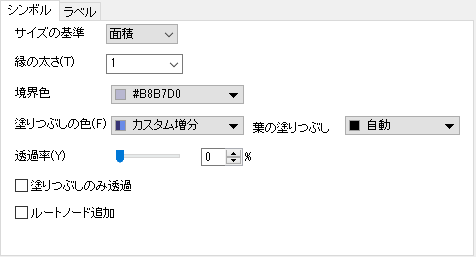 シンボル ラベル
サイズの基準 面積
縁の太さ(T) 1
境界色 #B8B7D0
塗りつぶしの色(F) カスタム増分 葉の塗りつぶし 自動
透過率(Y) 0 %
塗りつぶしのみ透過
ルートノード追加